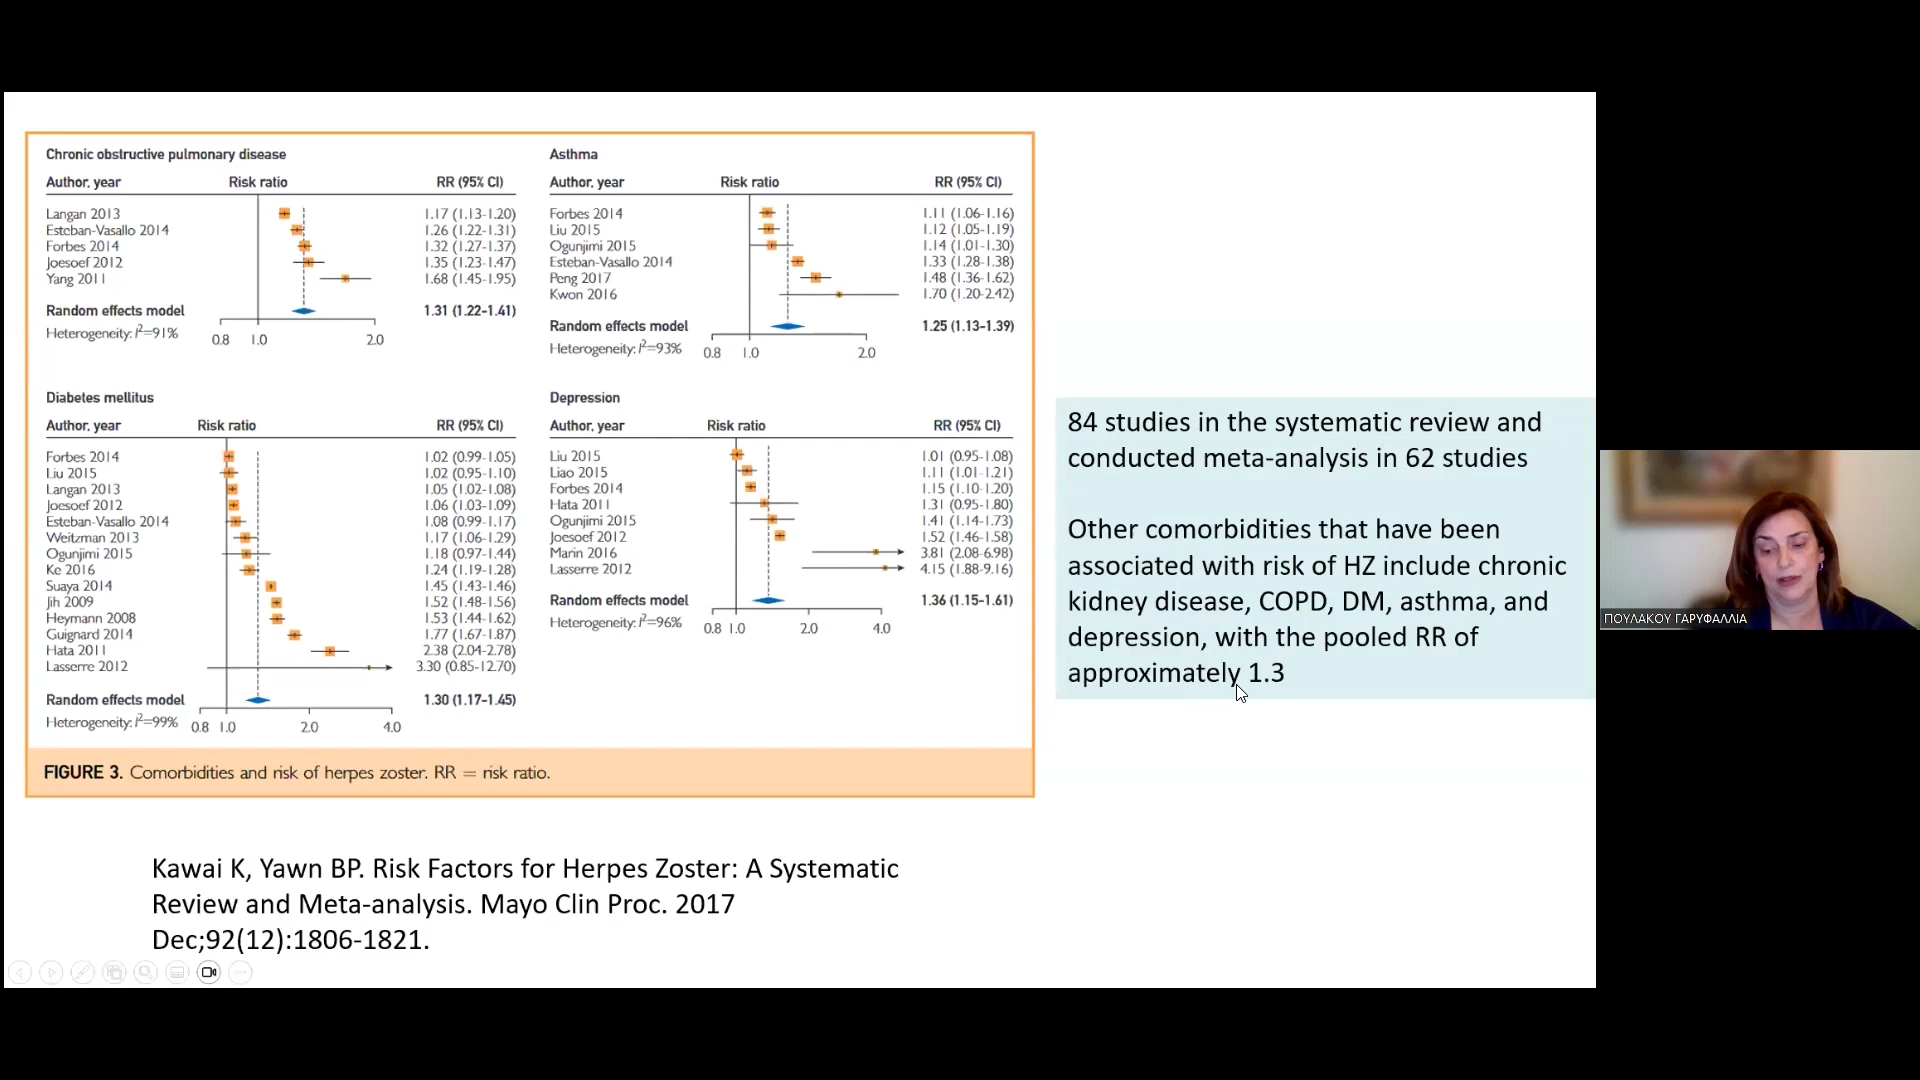 Chronic obstructive pulmonary disease
Author, year Risk ratio RR (95% CI)
Langan 2013 1.17 (1.13-1.20)
Esteban-Vasallo 2014 1.26 (1.22-1.31)
Forbes 2014 1.32 (1.27-1.37)
Joesoef 2012 1.35 (1.23-1.47)
Yang 2011 1.68 (1.45-1.95)
Random effects model 1.31 (1.22-1.41)
Heterogeneity: I²=91%
0.8 1.0 2.0
Asthma
Author, year Risk ratio RR (95% CI)
Forbes 2014 1.11 (1.06-1.16)
Liu 2015 1.12 (1.05-1.19)
Ogunjimi 2015 1.14 (1.01-1.30)
Esteban-Vasallo 2014 1.33 (1.28-1.38)
Peng 2017 1.48 (1.36-1.62)
Kwon 2016 1.70 (1.20-2.42)
Random effects model 1.25 (1.13-1.39)
Heterogeneity: I²=93%
0.8 1.0 2.0
Diabetes mellitus
Author, year Risk ratio RR (95% CI)
Forbes 2014 1.02 (0.99-1.05)
Liu 2015 1.02 (0.95-1.10)
Langan 2013 1.05 (1.02-1.08)
Joesoef 2012 1.06 (1.03-1.09)
Esteban-Vasallo 2014 1.08 (0.99-1.17)
Weitzman 2013 1.17 (1.06-1.29)
Ogunjimi 2015 1.18 (0.97-1.44)
Ke 2016 1.24 (1.19-1.28)
Suaya 2014 1.45 (1.43-1.46)
Jih 2009 1.52 (1.48-1.56)
Heymann 2008 1.53 (1.44-1.62)
Guignard 2014 1.77 (1.67-1.87)
Hata 2011 2.38 (2.04-2.78)
Lasserre 2012 3.30 (0.85-12.70)
Random effects model 1.30 (1.17-1.45)
Heterogeneity: I²=99%
0.8 1.0 2.0 4.0
Depression
Author, year Risk ratio RR (95% CI)
Liu 2015 1.01 (0.95-1.08)
Liao 2015 1.11 (1.01-1.21)
Forbes 2014 1.15 (1.10-1.20)
Hata 2011 1.31 (0.95-1.80)
Ogunjimi 2015 1.41 (1.14-1.73)
Joesoef 2012 1.52 (1.46-1.58)
Marin 2016 3.81 (2.08-6.98)
Lasserre 2012 4.15 (1.88-9.16)
Random effects model 1.36 (1.15-1.61)
Heterogeneity: I²=96%
0.8 1.0 2.0 4.0
FIGURE 3. Comorbidities and risk of herpes zoster. RR = risk ratio.
84 studies in the systematic review and
conducted meta-analysis in 62 studies
Other comorbidities that have been
associated with risk of HZ include chronic
kidney disease, COPD, DM, asthma, and
depression, with the pooled RR of
approximately 1.3
ΠΟΥΛΑΚΟΥ ΓΑΡΥΦΑΛΛΙΑ
Kawai K, Yawn BP. Risk Factors for Herpes Zoster: A Systematic
Review and Meta-analysis. Mayo Clin Proc. 2017
Dec;92(12):1806-1821.